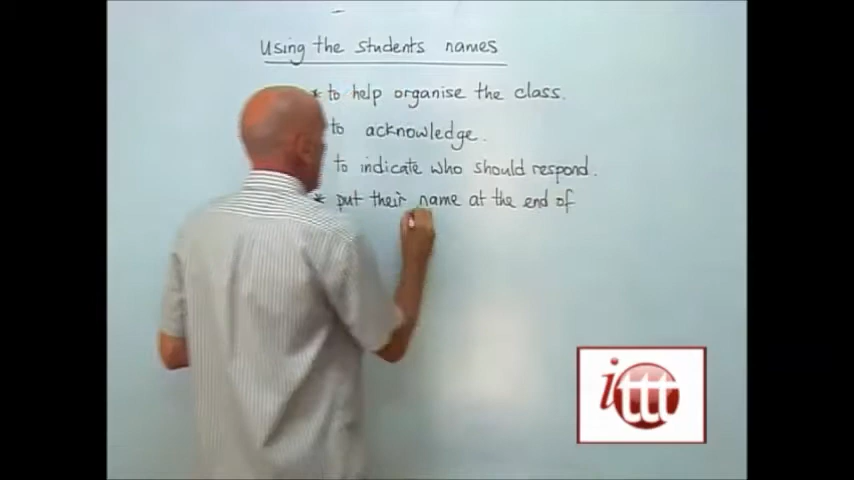 Using the students names
* to help organise the class.
to acknowledge.
to indicate who should respond.
* put their name at the end of
ittt